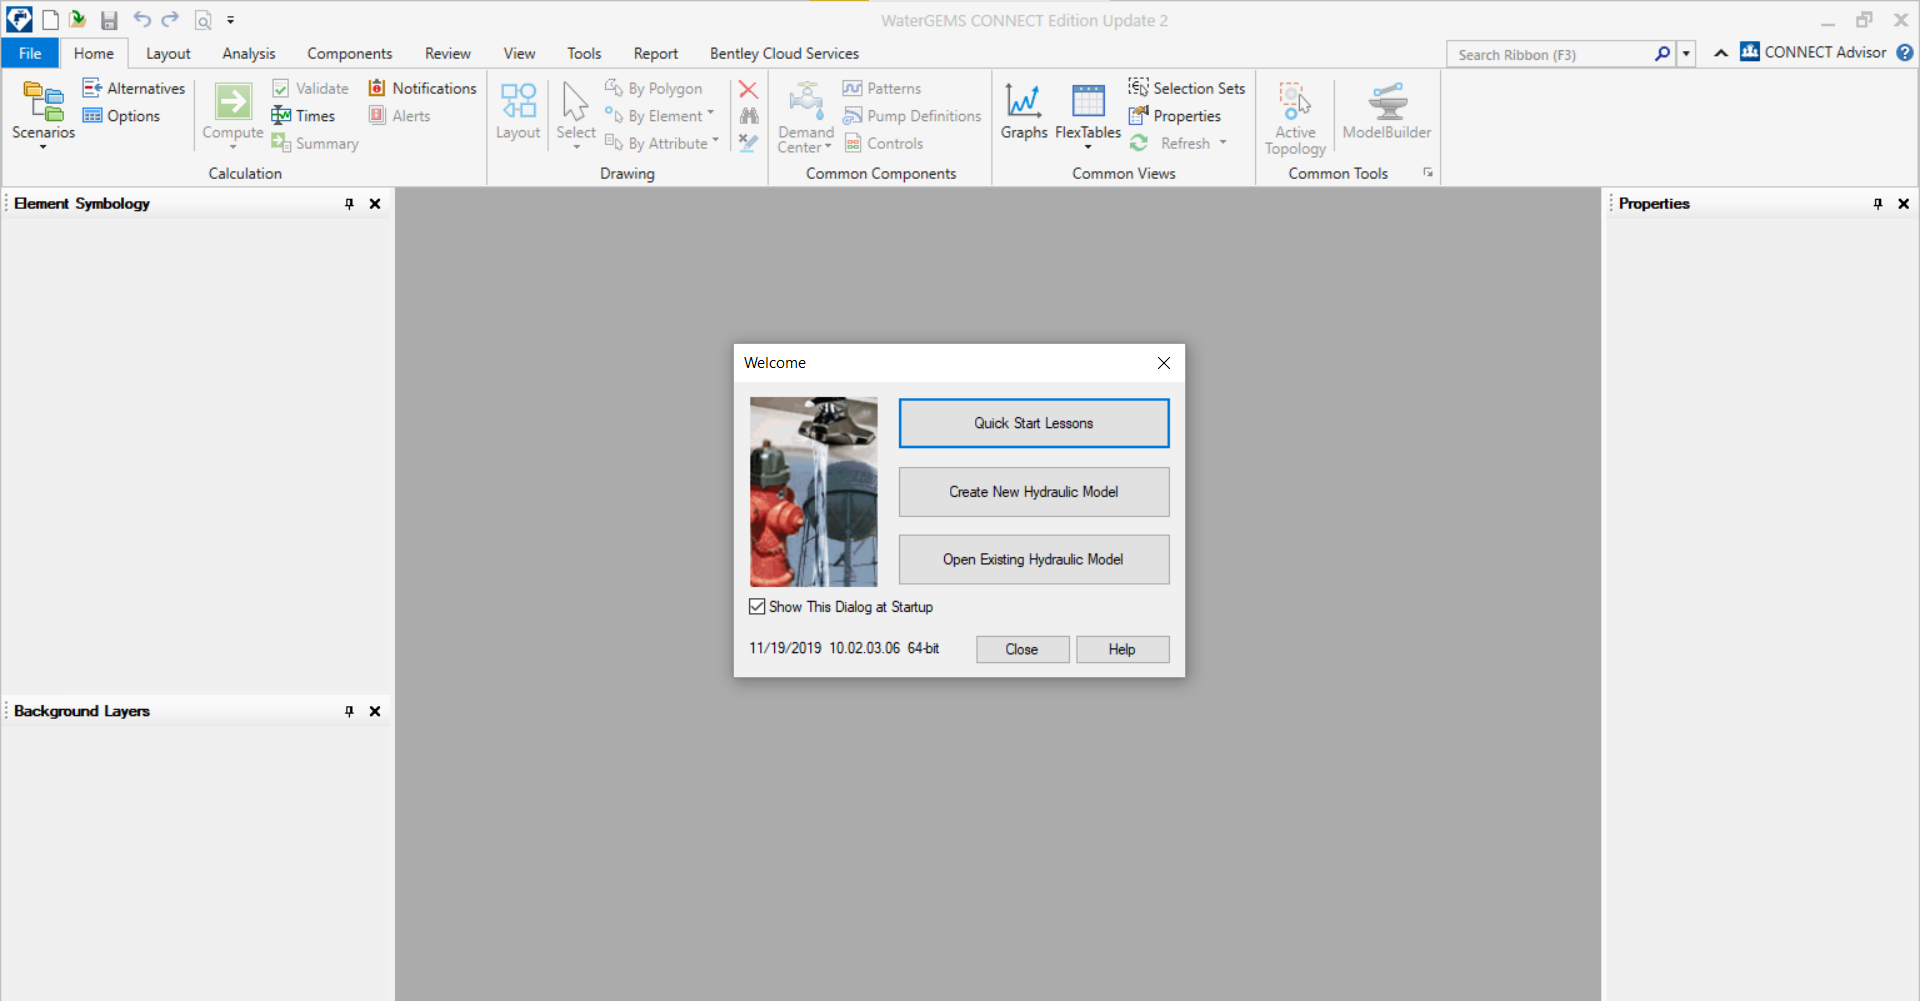 WaterGEMS CONNECT Edition Update 2
File Home Layout Analysis Components Review View Tools Report Bentley Cloud Services
Search Ribbon (F3)
CONNECT Advisor
Scenarios
Alternatives
Options
Compute
Validate
Times
Summary
Notifications
Alerts
Calculation
Layout
Select
By Polygon
By Element
By Attribute
Drawing
Demand
Center
Patterns
Pump Definitions
Controls
Common Components
Graphs
FlexTables
Selection Sets
Properties
Refresh
Common Views
Active
Topology
ModelBuilder
Common Tools
Element Symbology
Properties
Welcome
Quick Start Lessons
Create New Hydraulic Model
Open Existing Hydraulic Model
Show This Dialog at Startup
11/19/2019 10.02.03.06 64-bit
Close
Help
Background Layers